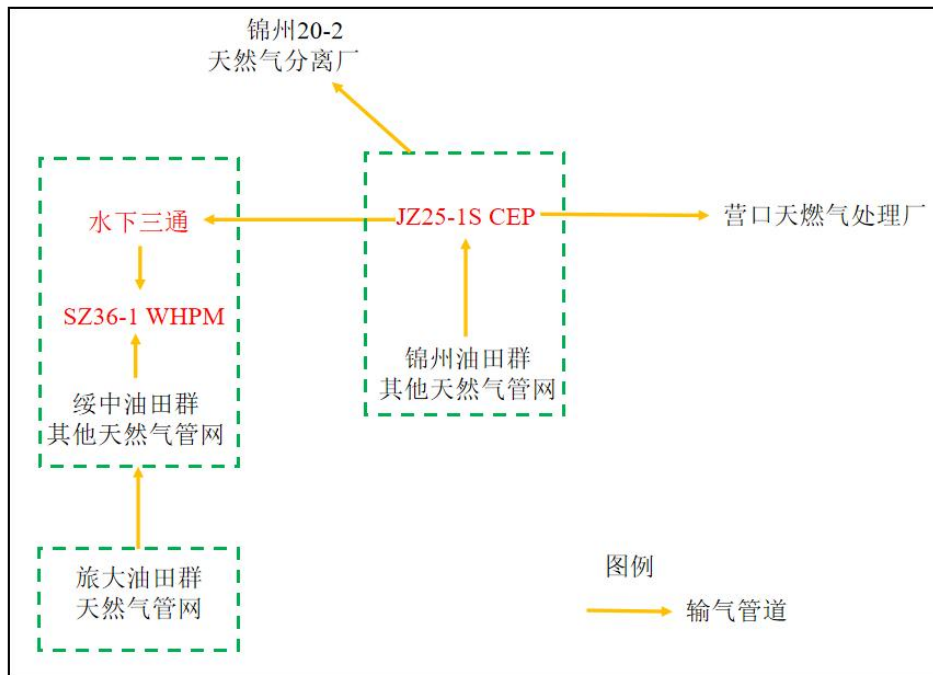 锦州20-2
天然气分离厂
水下三通
JZ25-1S CEP
营口天燃气处理厂
SZ36-1 WHPM
锦州油田群
其他天然气管网
绥中油田群
其他天然气管网
旅大油田群
天然气管网
图例
输气管道